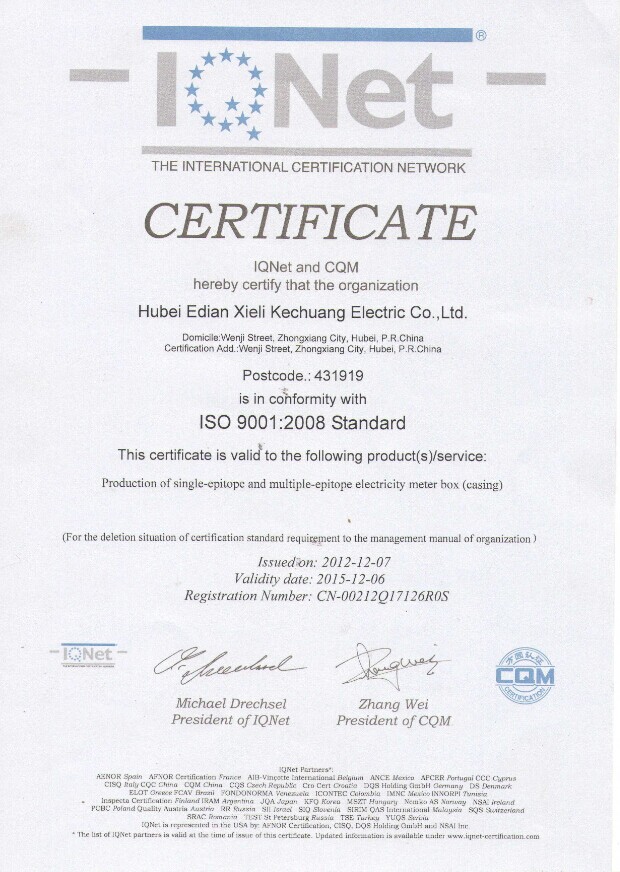 IQNet ®
THE INTERNATIONAL CERTIFICATION NETWORK
CERTIFICATE
IQNet and CQM
hereby certify that the organization
Hubei Edian Xieli Kechuang Electric Co.,Ltd.
Domicile:Wenji Street, Zhongxiang City, Hubei, P.R.China
Certification Add.:Wenji Street, Zhongxiang City, Hubei, P.R.China
Postcode.: 431919
is in conformity with
ISO 9001:2008 Standard
This certificate is valid to the following product(s)/service:
Production of single-epitope and multiple-epitope electricity meter box (casing)
(For the deletion situation of certification standard requirement to the management manual of organization )
Issued on: 2012-12-07
Validity date: 2015-12-06
Registration Number: CN-00212Q17126R0S
IQNet
方圆认证
CQM
CERTIFICATION
Michael Drechsel
Zhang Wei
President of IQNet
President of CQM
IQNet Partners*:
AENOR Spain AFNOR Certification France AIB-Vinçotte International Belgium ANCE Mexico APCER Portugal CCC Cyprus
CISQ Italy CQC China CQM China CQS Czech Republic Cro Cert Croatia DQS Holding GmbH Germany DS Denmark
ELOT Greece FCAV Brazil FONDONORMA Venezuela ICONTEC Colombia IMNC Mexico INNORPI Tunisia
Inspecta Certification Finland IRAM Argentina JQA Japan KFQ Korea MSZT Hungary Nemko AS Norway NSAI Ireland
PCBC Poland Quality Austria Austria RR Russia SII Israel SIQ Slovenia SIRIM QAS International Malaysia SQS Switzerland
SRAC Romania TEST St Petersburg Russia TSE Turkey YUQS Serbia
IQNet is represented in the USA by: AFNOR Certification, CISQ, DQS Holding GmbH and NSAI Inc.
* The list of IQNet partners is valid at the time of issue of this certificate. Updated information is available under www.iqnet-certification.com